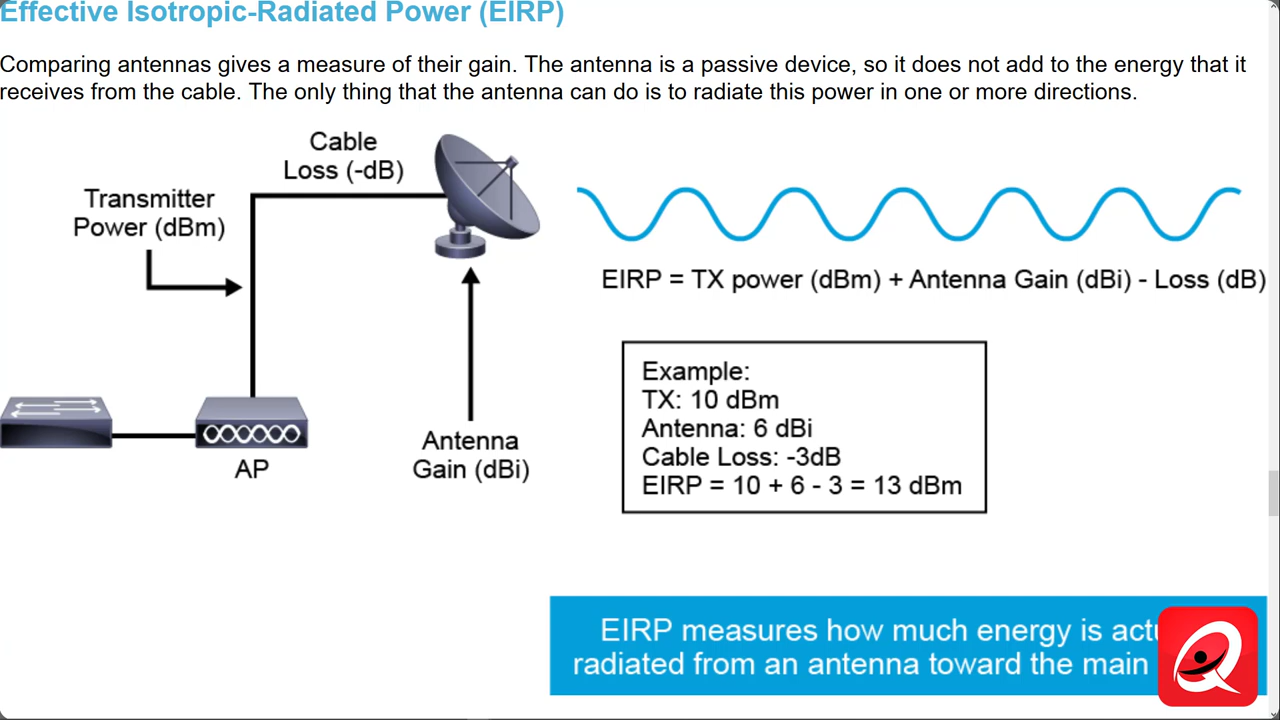 Effective Isotropic-Radiated Power (EIRP)
Comparing antennas gives a measure of their gain. The antenna is a passive device, so it does not add to the energy that it
receives from the cable. The only thing that the antenna can do is to radiate this power in one or more directions.
Cable
Loss (-dB)
Transmitter
Power (dBm)
EIRP = TX power (dBm) + Antenna Gain (dBi) - Loss (dB)
Example:
TX: 10 dBm
Antenna: 6 dBi
Cable Loss: -3dB
EIRP = 10 + 6 - 3 = 13 dBm
Antenna
Gain (dBi)
AP
EIRP measures how much energy is
radiated from an antenna toward the main